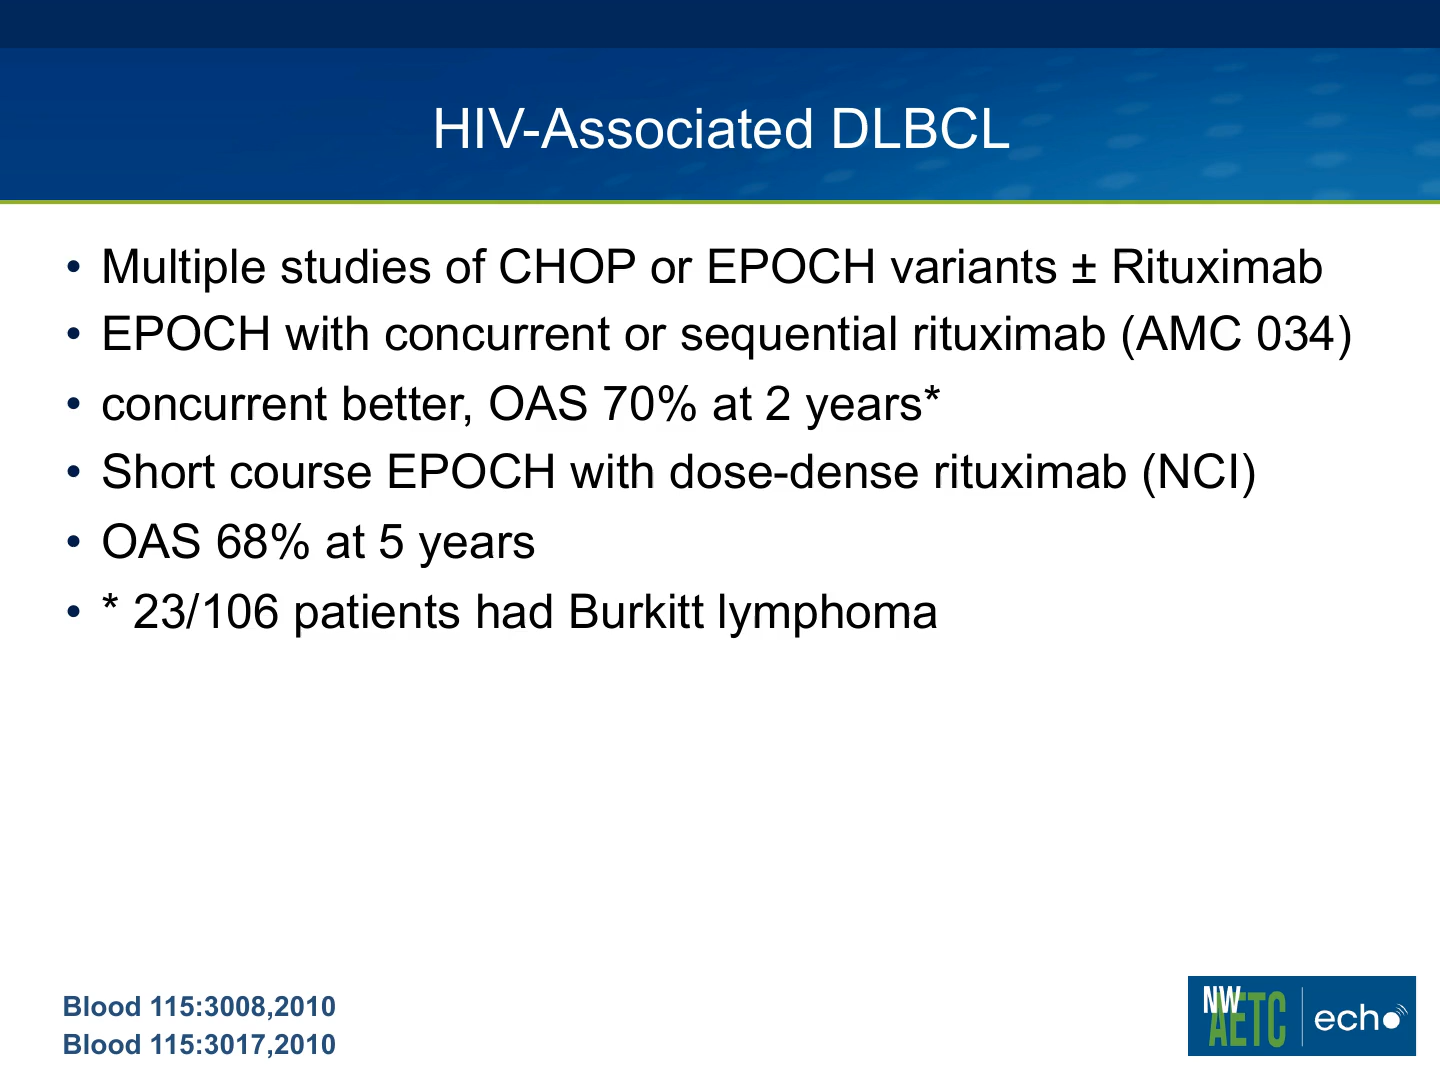 HIV-Associated DLBCL
• Multiple studies of CHOP or EPOCH variants ± Rituximab
• EPOCH with concurrent or sequential rituximab (AMC 034)
• concurrent better, OAS 70% at 2 years*
• Short course EPOCH with dose-dense rituximab (NCI)
• OAS 68% at 5 years
• * 23/106 patients had Burkitt lymphoma
Blood 115:3008,2010
Blood 115:3017,2010
NW
AETC
echo